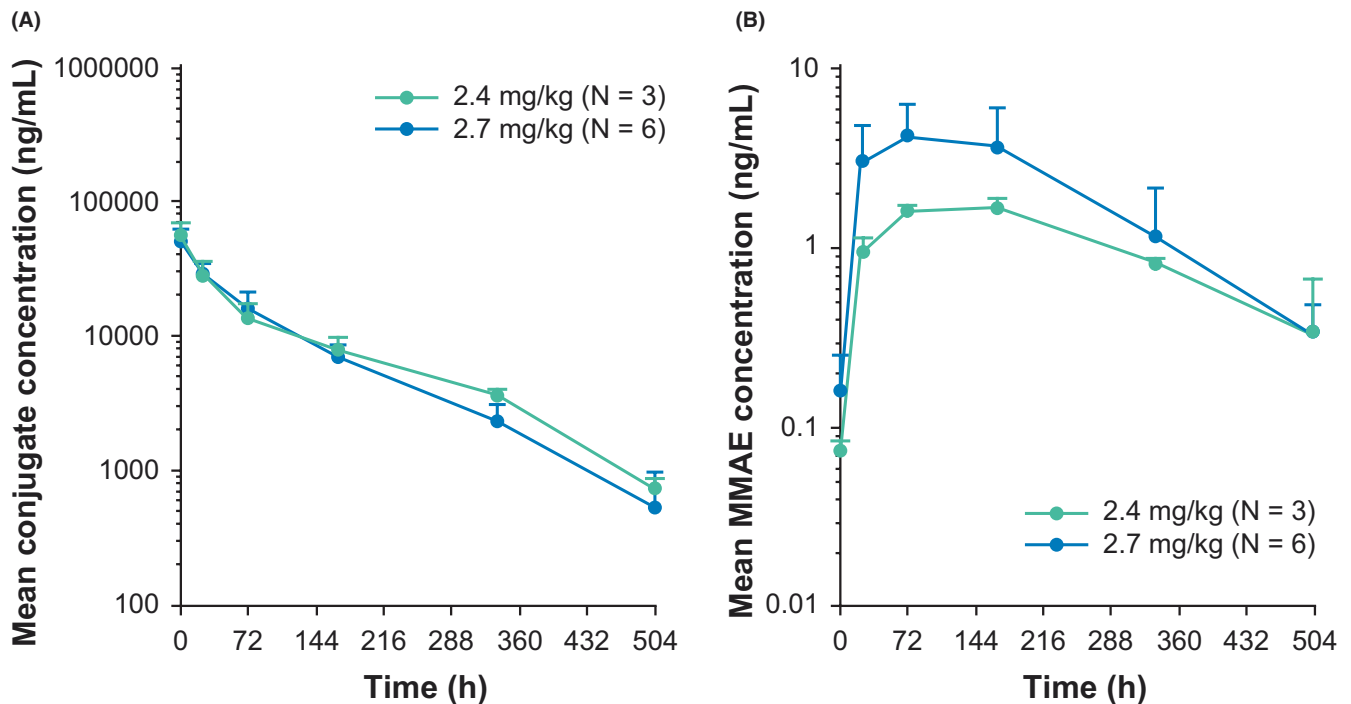 (A)
Mean conjugate concentration (ng/mL)
1000000
100000
10000
1000
100
2.4 mg/kg (N = 3)
2.7 mg/kg (N = 6)
0 72 144 216 288 360 432 504
Time (h)
(B)
Mean MMAE concentration (ng/mL)
10
1
0.1
0.01
2.4 mg/kg (N = 3)
2.7 mg/kg (N = 6)
0 72 144 216 288 360 432 504
Time (h)